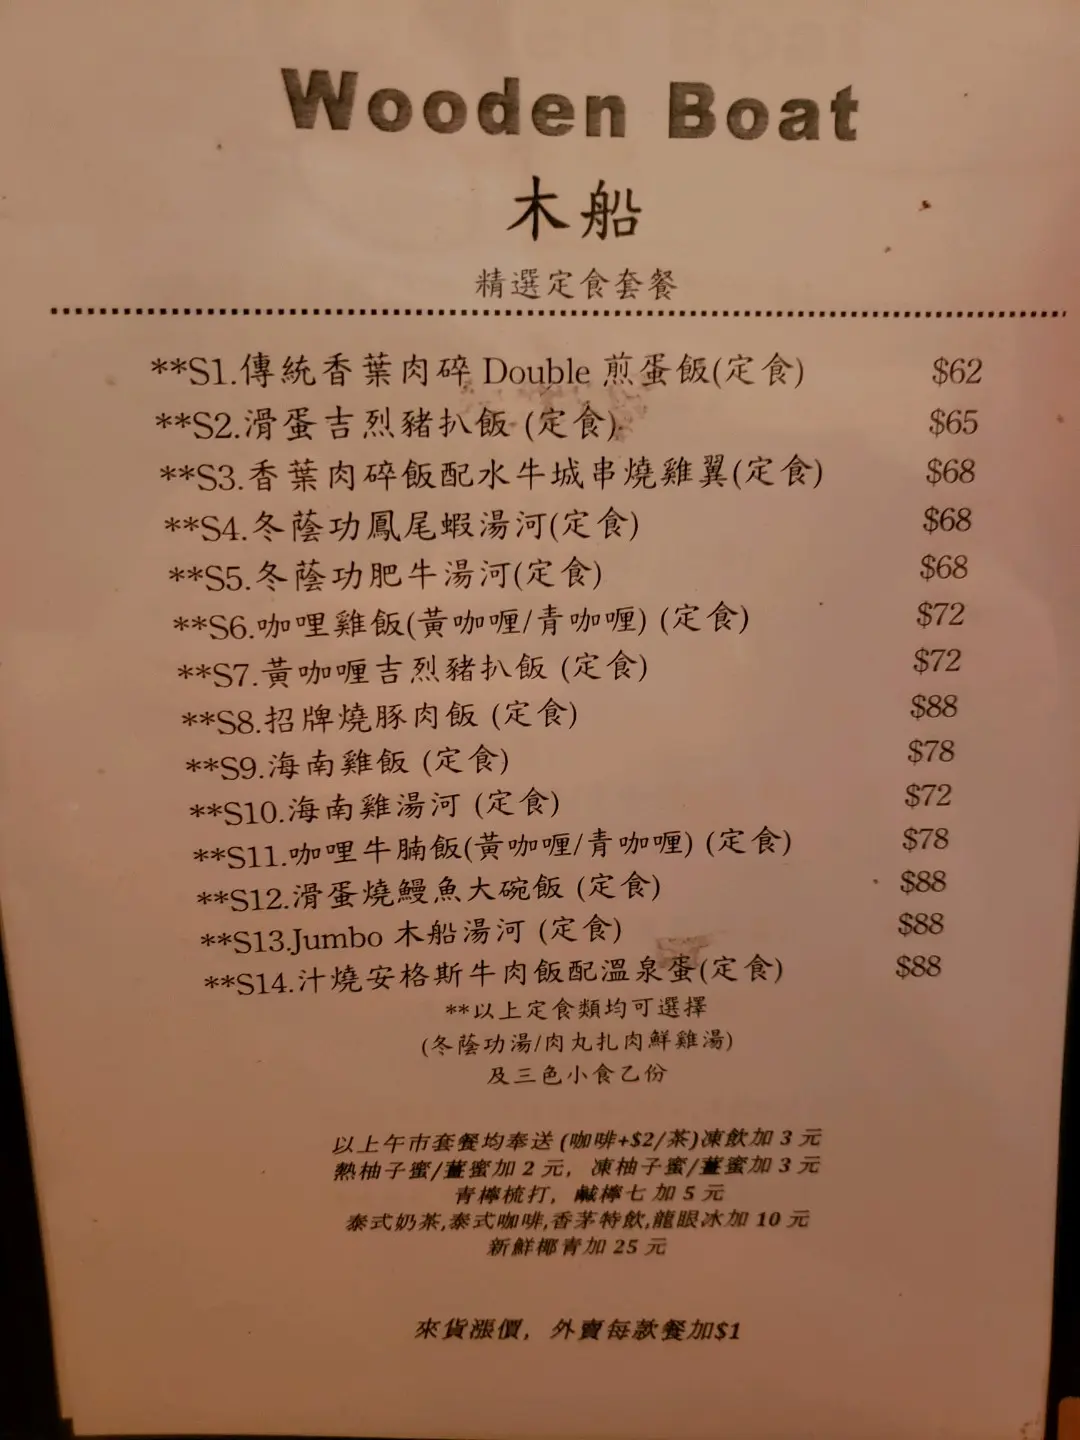 Wooden Boat
木船
精選定食套餐
**S1.傳統香葉肉碎 Double 煎蛋飯(定食) $62
**S2.滑蛋吉烈豬扒飯 (定食) $65
**S3.香葉肉碎飯配水牛城串燒雞翼(定食) $68
**S4.冬蔭功鳳尾蝦湯河(定食) $68
**S5.冬蔭功肥牛湯河(定食) $68
**S6.咖哩雞飯(黃咖喱/青咖喱) (定食) $72
**S7.黃咖喱吉烈豬扒飯 (定食) $72
**S8.招牌燒豚肉飯 (定食) $88
**S9.海南雞飯 (定食) $78
**S10.海南雞湯河 (定食) $72
**S11.咖哩牛腩飯(黃咖喱/青咖喱) (定食) $78
**S12.滑蛋燒鰻魚大碗飯 (定食) $88
**S13.Jumbo 木船湯河 (定食) $88
**S14.汁燒安格斯牛肉飯配溫泉蛋(定食) $88
**以上定食類均可選擇
(冬蔭功湯/肉丸扎肉鮮雞湯)
及三色小食乙份
以上午市套餐均奉送 (咖啡+$2/茶)凍飲加 3 元
熱柚子蜜/薑蜜加 2 元, 凍柚子蜜/薑蜜加 3 元
青檸梳打, 鹹檸七 加 5 元
泰式奶茶,泰式咖啡,香茅特飲,龍眼冰加 10 元
新鮮椰青加 25 元
來貨漲價, 外賣每款餐加$1